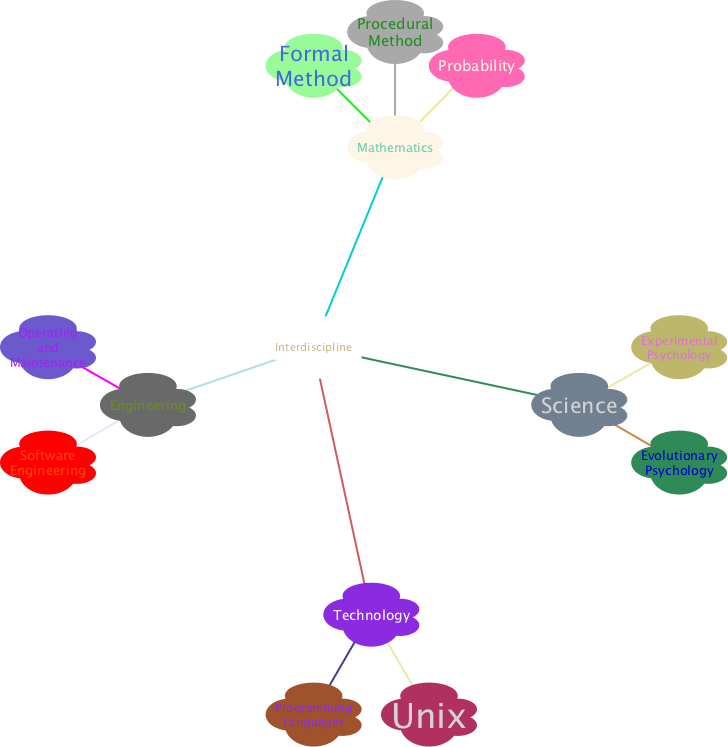 Procedural
Method
Formal
Method
Probability
Mathematics
Interdiscipline
Operating
and
Maintenance
Engineering
Software
Engineering
Experimental
Psychology
Science
Evolutionary
Psychology
Technology
Programming
Languages
Unix